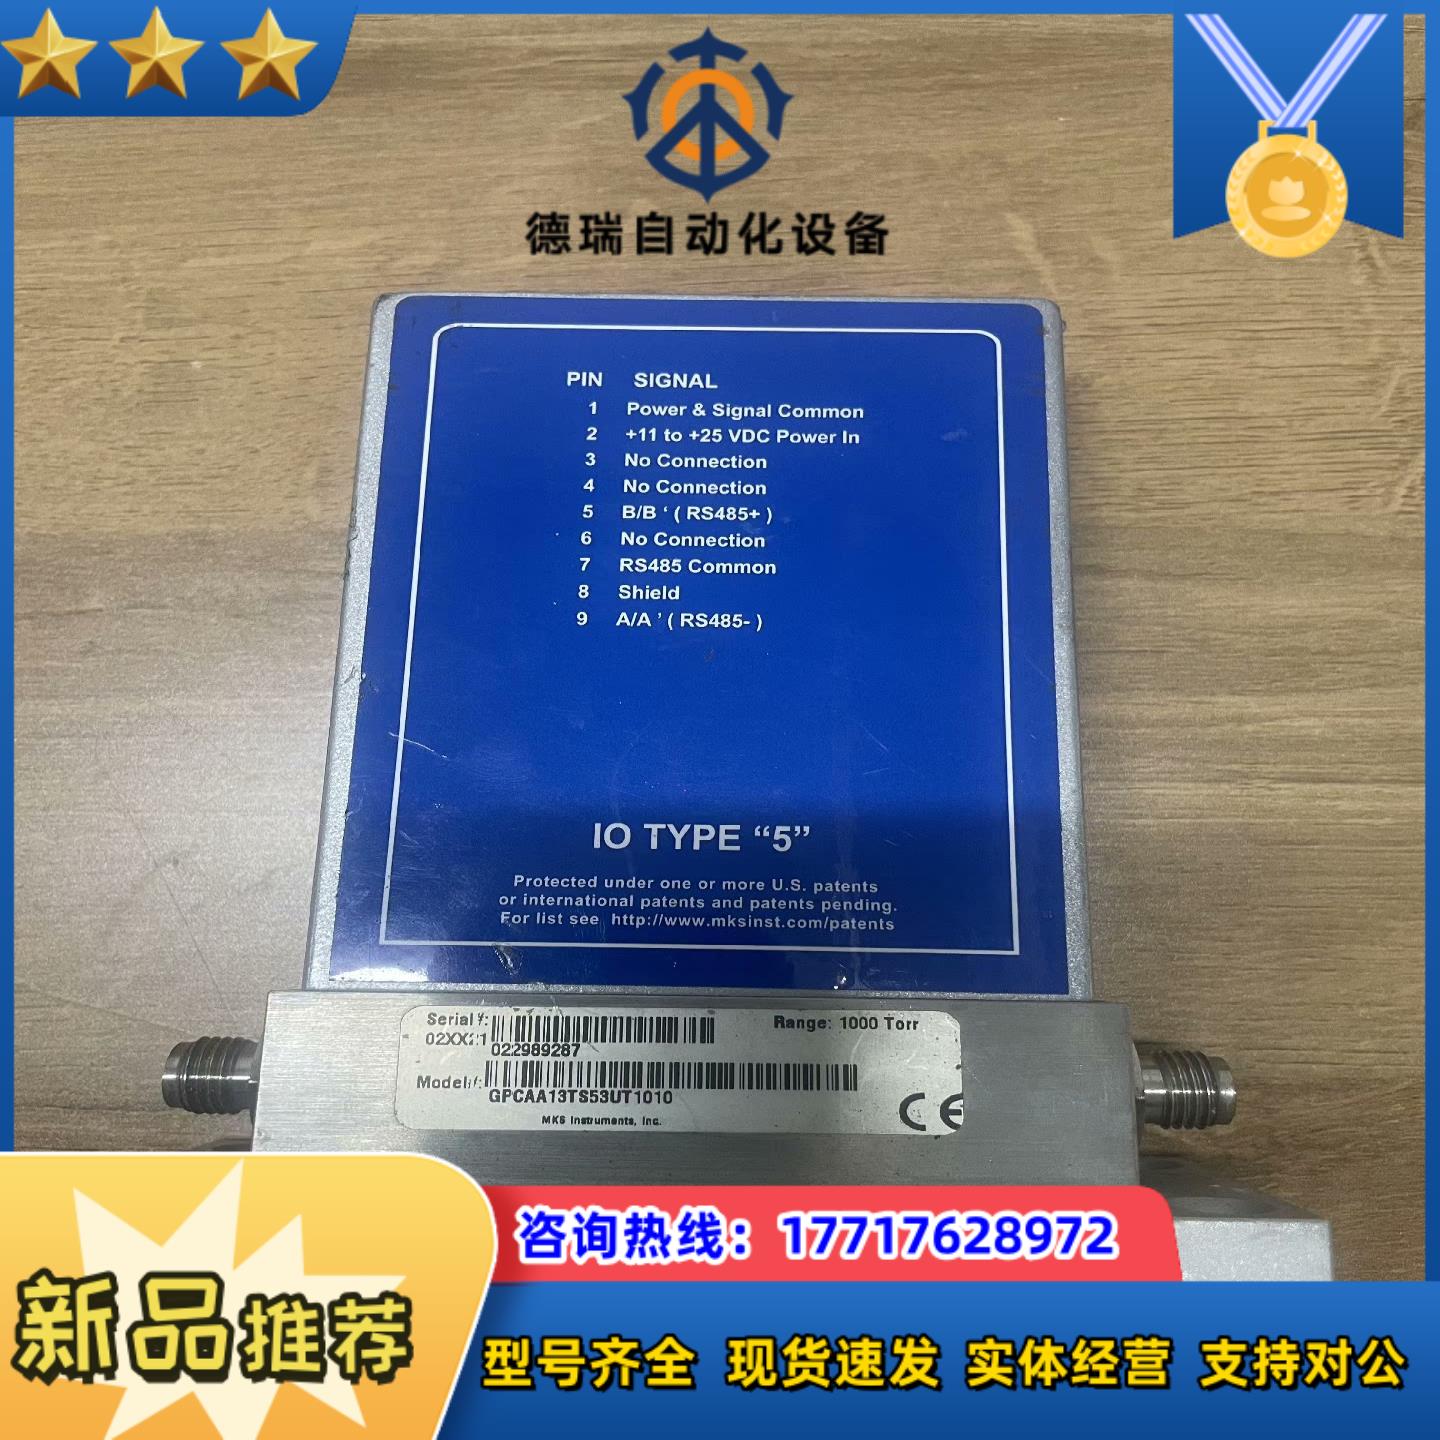 德瑞自动化设备
PIN SIGNAL
1 Power & Signal Common
2 +11 to +25 VDC Power In
3 No Connection
4 No Connection
5 B/B ‘ ( RS485+ )
6 No Connection
7 RS485 Common
8 Shield
9 A/A ’ ( RS485- )
IO TYPE “5”
Protected under one or more U.S. patents
or international patents and patents pending.
For list see http://www.mksinst.com/patents
Serial #: Range: 1000 Torr
022989287
Model#:
GPCAA13TS53UT1010
MKS Instruments, Inc.
CE
咨询热线：17717628972
新品推荐
型号齐全 现货速发 实体经营 支持对公